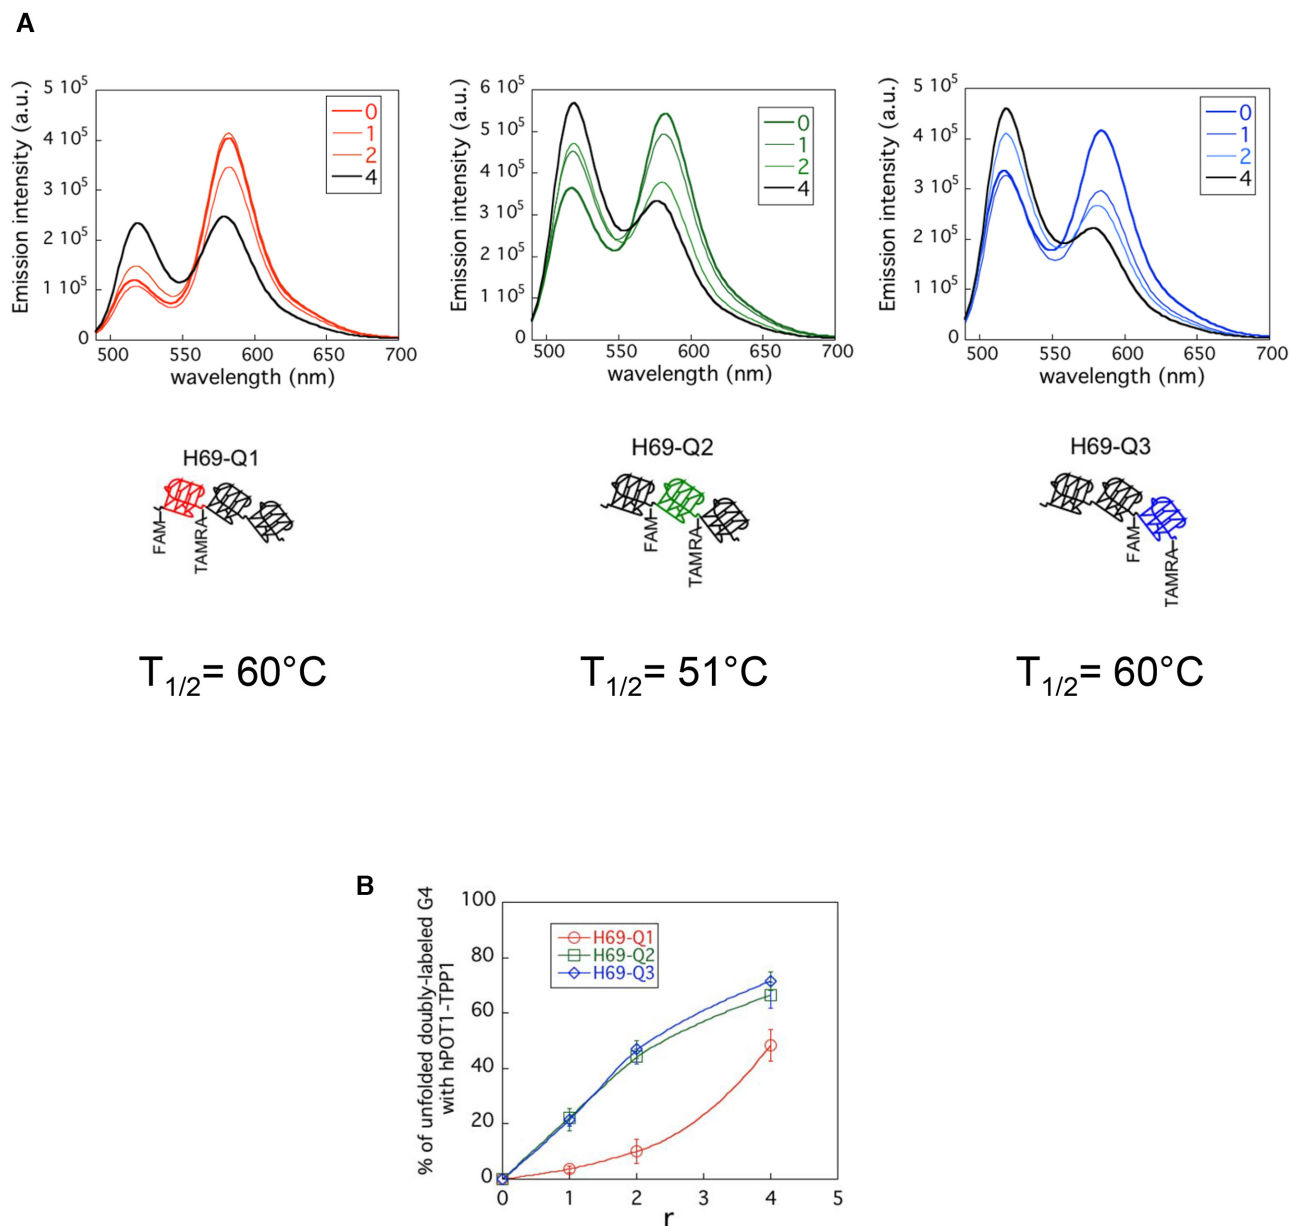 A
Emission intensity (a.u.)
5 10⁵
4 10⁵
3 10⁵
2 10⁵
1 10⁵
0
500 550 600 650 700
wavelength (nm)
0
1
2
4
Emission intensity (a.u.)
6 10⁵
5 10⁵
4 10⁵
3 10⁵
2 10⁵
1 10⁵
0
500 550 600 650 700
wavelength (nm)
0
1
2
4
Emission intensity (a.u.)
5 10⁵
4 10⁵
3 10⁵
2 10⁵
1 10⁵
0
500 550 600 650 700
wavelength (nm)
0
1
2
4
H69-Q1
FAM
TAMRA
H69-Q2
FAM
TAMRA
H69-Q3
FAM
TAMRA
T1/2= 60°C
T1/2= 51°C
T1/2= 60°C
B
% of unfolded doubly-labeled G4
with hPOT1-TPP1
100
80
60
40
20
0
H69-Q1
H69-Q2
H69-Q3
0 1 2 3 4 5
r